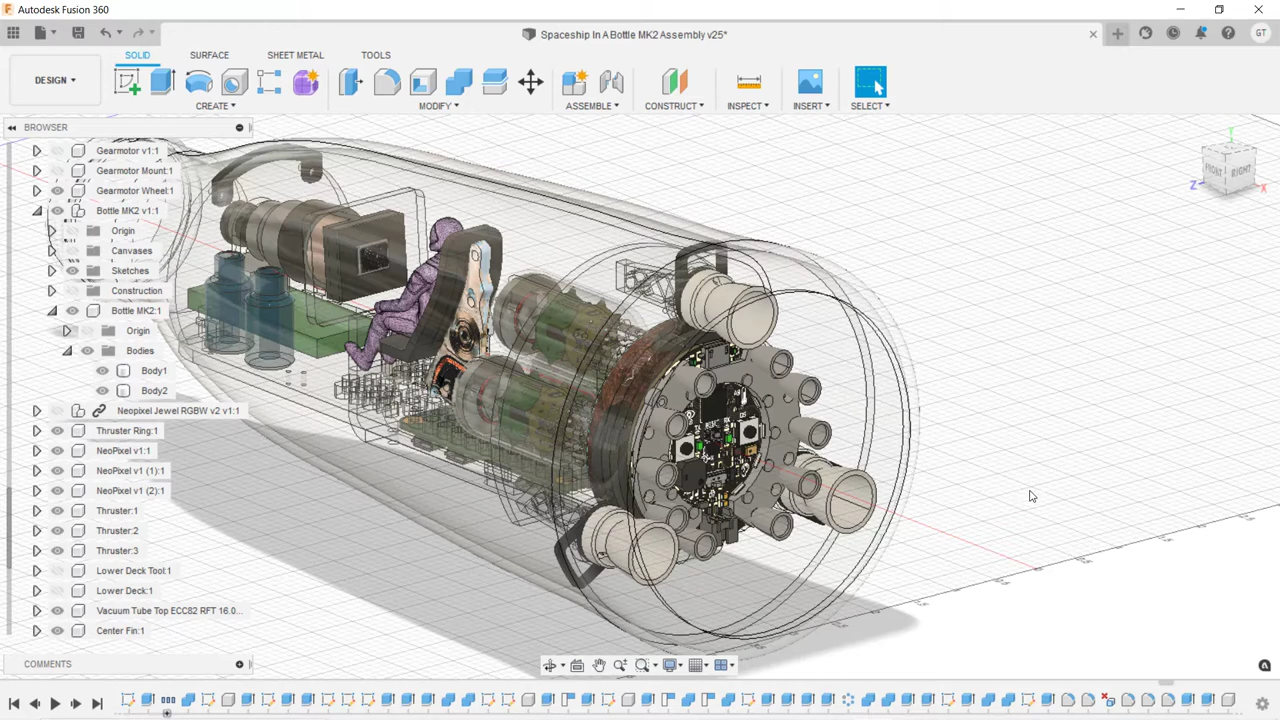 Autodesk Fusion 360
Spaceship In A Bottle MK2 Assembly v25*
GT
SOLID
SURFACE
SHEET METAL
TOOLS
DESIGN
CREATE
MODIFY
ASSEMBLE
CONSTRUCT
INSPECT
INSERT
SELECT
BROWSER
Gearmotor v1:1
Gearmotor Mount:1
Gearmotor Wheel:1
Bottle MK2 v1:1
Origin
Canvases
Sketches
Construction
Bottle MK2:1
Origin
Bodies
Body1
Body2
Neopixel Jewel RGBW v2 v1:1
Thruster Ring:1
NeoPixel v1:1
NeoPixel v1 (1):1
NeoPixel v1 (2):1
Thruster:1
Thruster:2
Thruster:3
Lower Deck Tool:1
Lower Deck:1
Vacuum Tube Top ECC82 RFT 16.0...
Center Fin:1
FRONT
RIGHT
Y
Z
X
COMMENTS